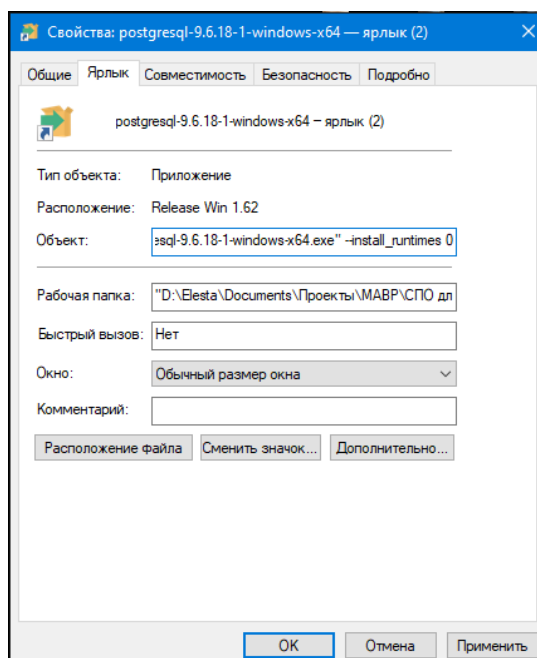 Свойства: postgresql-9.6.18-1-windows-x64 — ярлык (2)
Общие Ярлык Совместимость Безопасность Подробно
postgresql-9.6.18-1-windows-x64 – ярлык (2)
Тип объекта: Приложение
Расположение: Release Win 1.62
Объект: esql-9.6.18-1-windows-x64.exe" --install_runtimes 0
Рабочая папка: "D:\Elesta\Documents\Проекты\МАВР\СПО дл
Быстрый вызов: Нет
Окно: Обычный размер окна
Комментарий:
Расположение файла Сменить значок... Дополнительно...
OK Отмена Применить